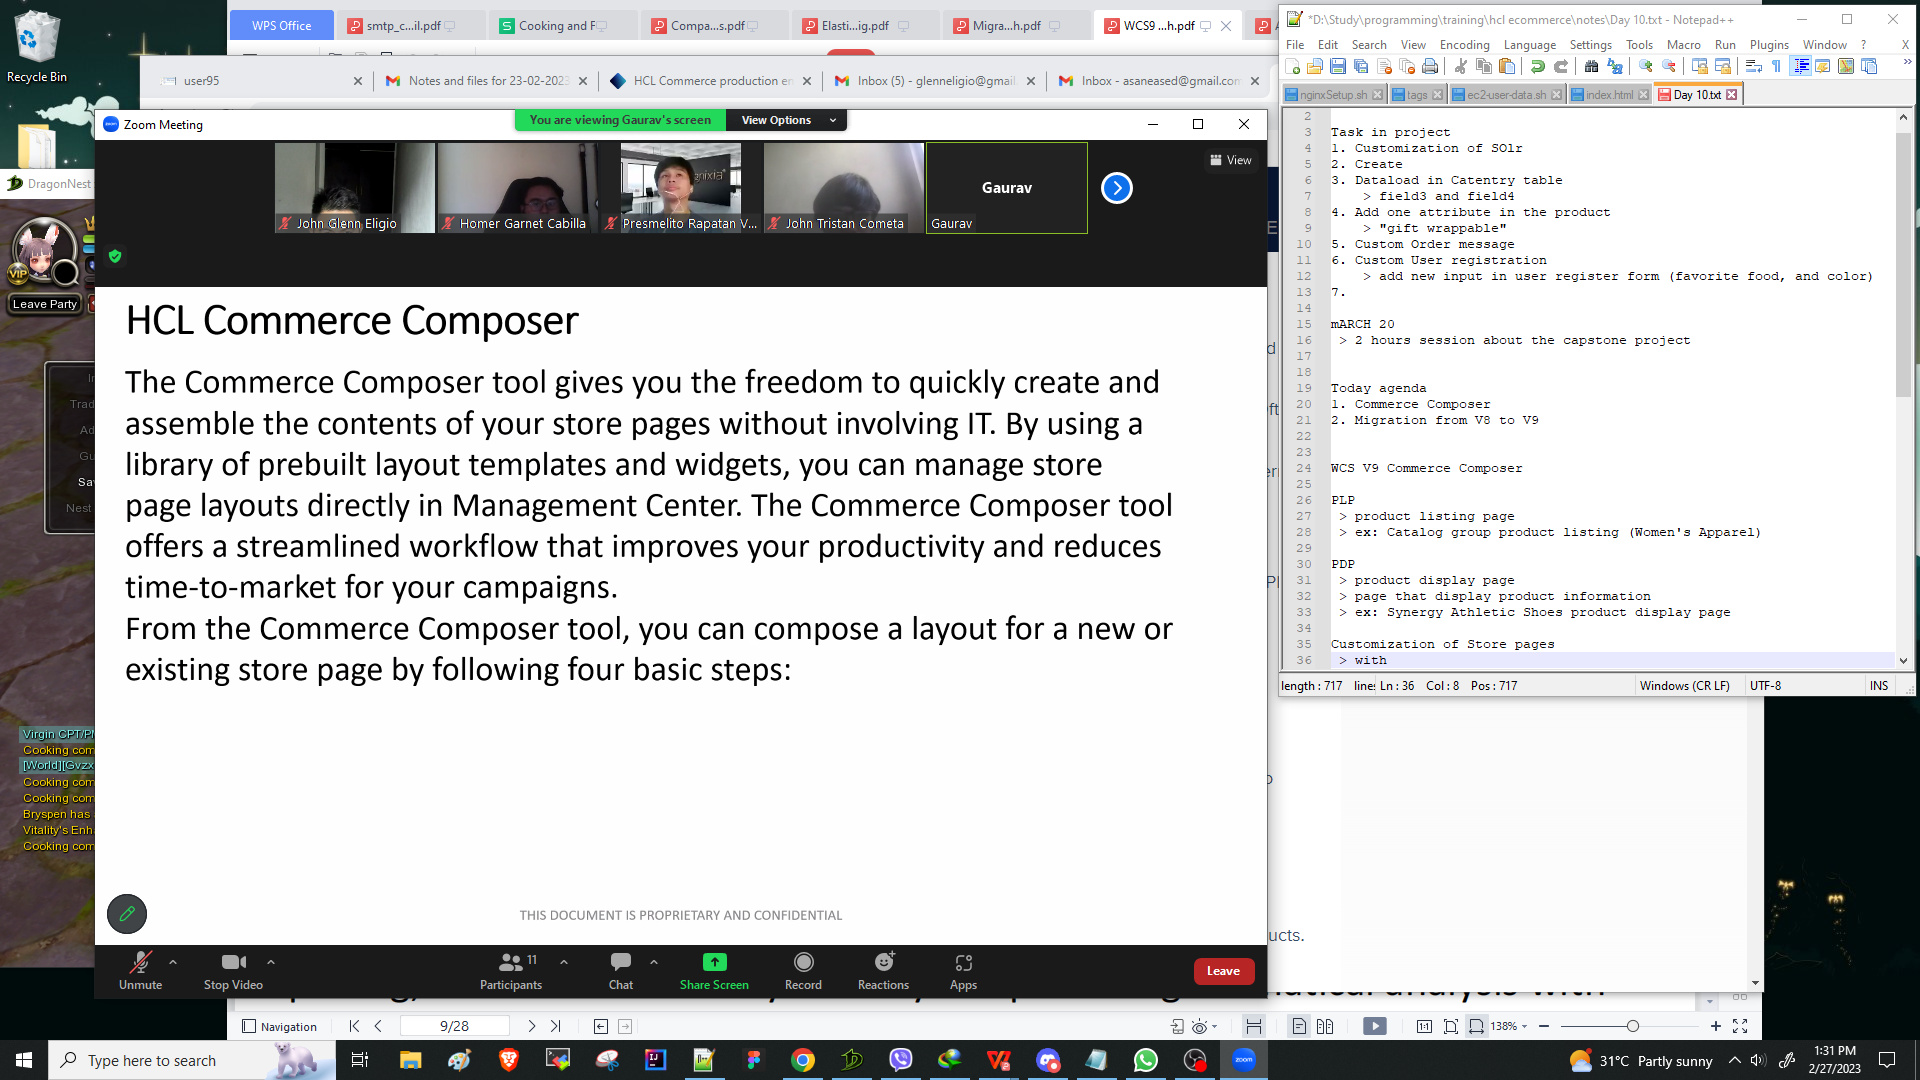 Recycle Bin
WPS Office
smtp_c...il.pdf
Cooking and F
Compa...s.pdf
Elasti...ig.pdf
Migra...h.pdf
WCS9 ...h.pdf
user95
Notes and files for 23-02-2023
HCL Commerce production en
Inbox (5) - glenneligio@gmail.
Inbox - asaneased@gmail.com
Zoom Meeting
You are viewing Gaurav's screen
View Options
View
John Glenn Eligio
Homer Garnet Cabilla
Presmelito Rapatan V...
John Tristan Cometa
Gaurav
Gaurav
HCL Commerce Composer
The Commerce Composer tool gives you the freedom to quickly create and
assemble the contents of your store pages without involving IT. By using a
library of prebuilt layout templates and widgets, you can manage store
page layouts directly in Management Center. The Commerce Composer tool
offers a streamlined workflow that improves your productivity and reduces
time-to-market for your campaigns.
From the Commerce Composer tool, you can compose a layout for a new or
existing store page by following four basic steps:
THIS DOCUMENT IS PROPRIETARY AND CONFIDENTIAL
Unmute
Stop Video
Participants
11
Chat
Share Screen
Record
Reactions
Apps
Leave
DragonNest
VIP
Leave Party
Trad
Ad
Gu
Sav
Nest
Virgin CPT/PM
Cooking com
[World][Gvzx
Cooking com
Cooking com
Bryspen has
Vitality's Enh
Cooking com
*D:\Study\programming\training\hcl ecommerce\notes\Day 10.txt - Notepad++
File Edit Search View Encoding Language Settings Tools Macro Run Plugins Window ? X
nginxSetup.sh
tags
ec2-user-data.sh
index.html
Day 10.txt
2
3 Task in project
4 1. Customization of SOlr
5 2. Create
6 3. Dataload in Catentry table
7 > field3 and field4
8 4. Add one attribute in the product
9 > "gift wrappable"
10 5. Custom Order message
11 6. Custom User registration
12 > add new input in user register form (favorite food, and color)
13 7.
14
15 mARCH 20
16 > 2 hours session about the capstone project
17
18
19 Today agenda
20 1. Commerce Composer
21 2. Migration from V8 to V9
22
23
24 WCS V9 Commerce Composer
25
26 PLP
27 > product listing page
28 > ex: Catalog group product listing (Women's Apparel)
29
30 PDP
31 > product display page
32 > page that display product information
33 > ex: Synergy Athletic Shoes product display page
34
35 Customization of Store pages
36 > with
length : 717 lines Ln : 36 Col : 8 Pos : 717
Windows (CR LF)
UTF-8
INS
ucts.
Navigation
9/28
138%
Type here to search
31°C Partly sunny
1:31 PM
2/27/2023